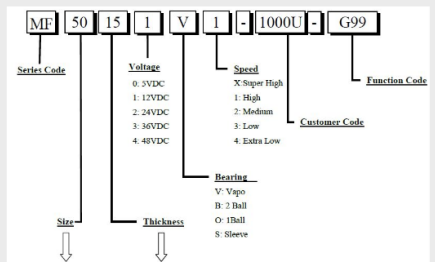 MF 50 15 1 V 1 - 1000U - G99
Series Code
Voltage
0: 5VDC
1: 12VDC
2: 24VDC
3: 36VDC
4: 48VDC
Speed
X:Super High
1: High
2: Medium
3: Low
4: Extra Low
Function Code
Customer Code
Bearing
V: Vapo
B: 2 Ball
O: 1Ball
S: Sleeve
Size
Thickness